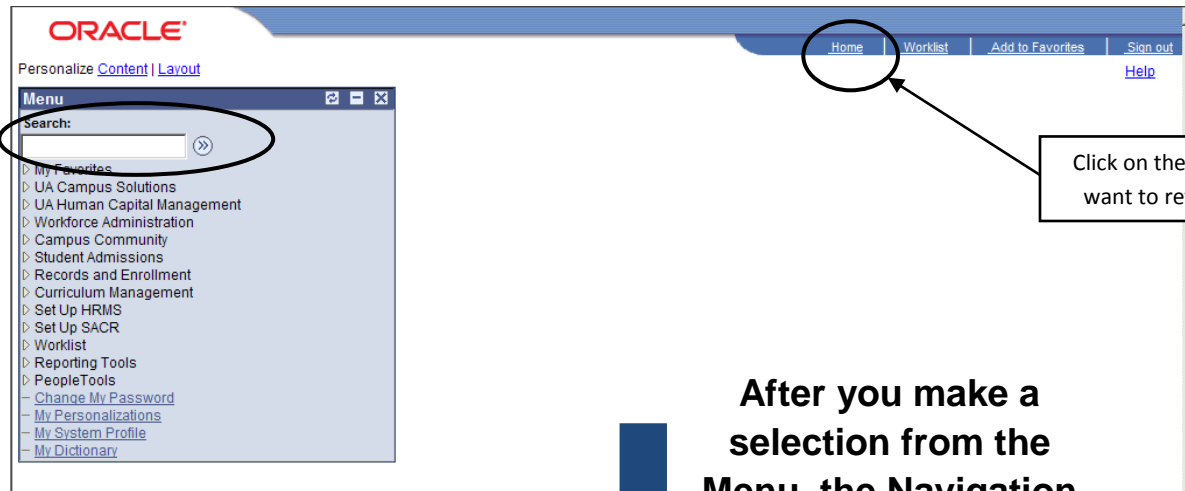 ORACLE
Home | Worklist | Add to Favorites | Sign out
Personalize Content | Layout
Help
Menu
Search:
My Favorites
UA Campus Solutions
UA Human Capital Management
Workforce Administration
Campus Community
Student Admissions
Records and Enrollment
Curriculum Management
Set Up HRMS
Set Up SACR
Worklist
Reporting Tools
PeopleTools
– Change My Password
– My Personalizations
– My System Profile
– My Dictionary
Click on the
want to re
After you make a
selection from the
Menu, the Navigation